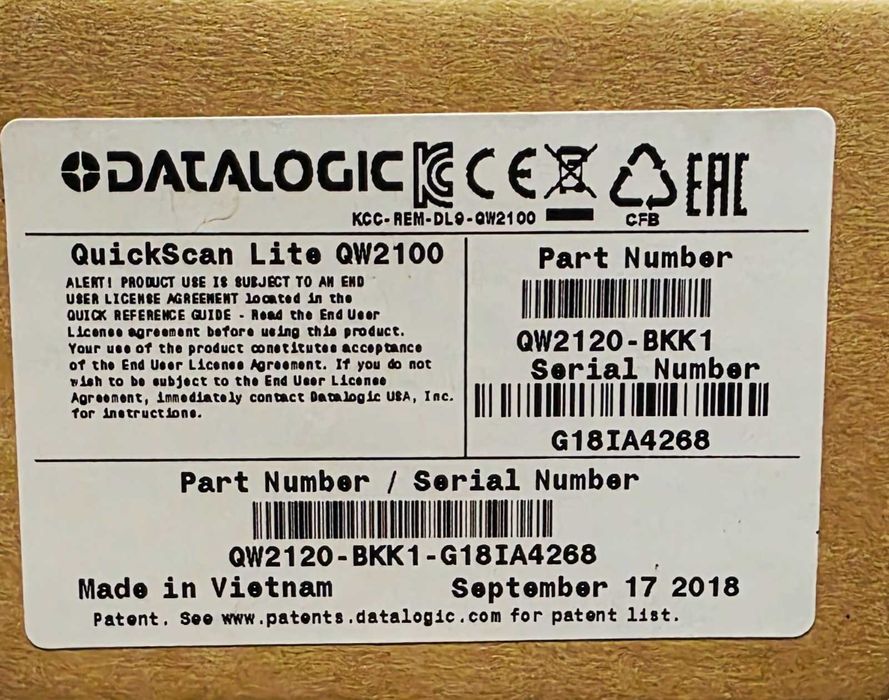 DATALOGIC
KCC-REM-DL9-QW2100
CFB
EAC
QuickScan Lite QW2100
ALERT! PRODUCT USE IS SUBJECT TO AN END
USER LICENSE AGREEMENT located in the
QUICK REFERENCE GUIDE - Read the End User
License agreement before using this product.
Your use of the product constitutes acceptance
of the End User License Agreement. If you do not
wish to be subject to the End User License
Agreement, immediately contact Datalogic USA, Inc.
for instructions.
Part Number
QW2120-BKK1
Serial Number
G18IA4268
Part Number / Serial Number
QW2120-BKK1-G18IA4268
Made in Vietnam September 17 2018
Patent. See www.patents.datalogic.com for patent list.